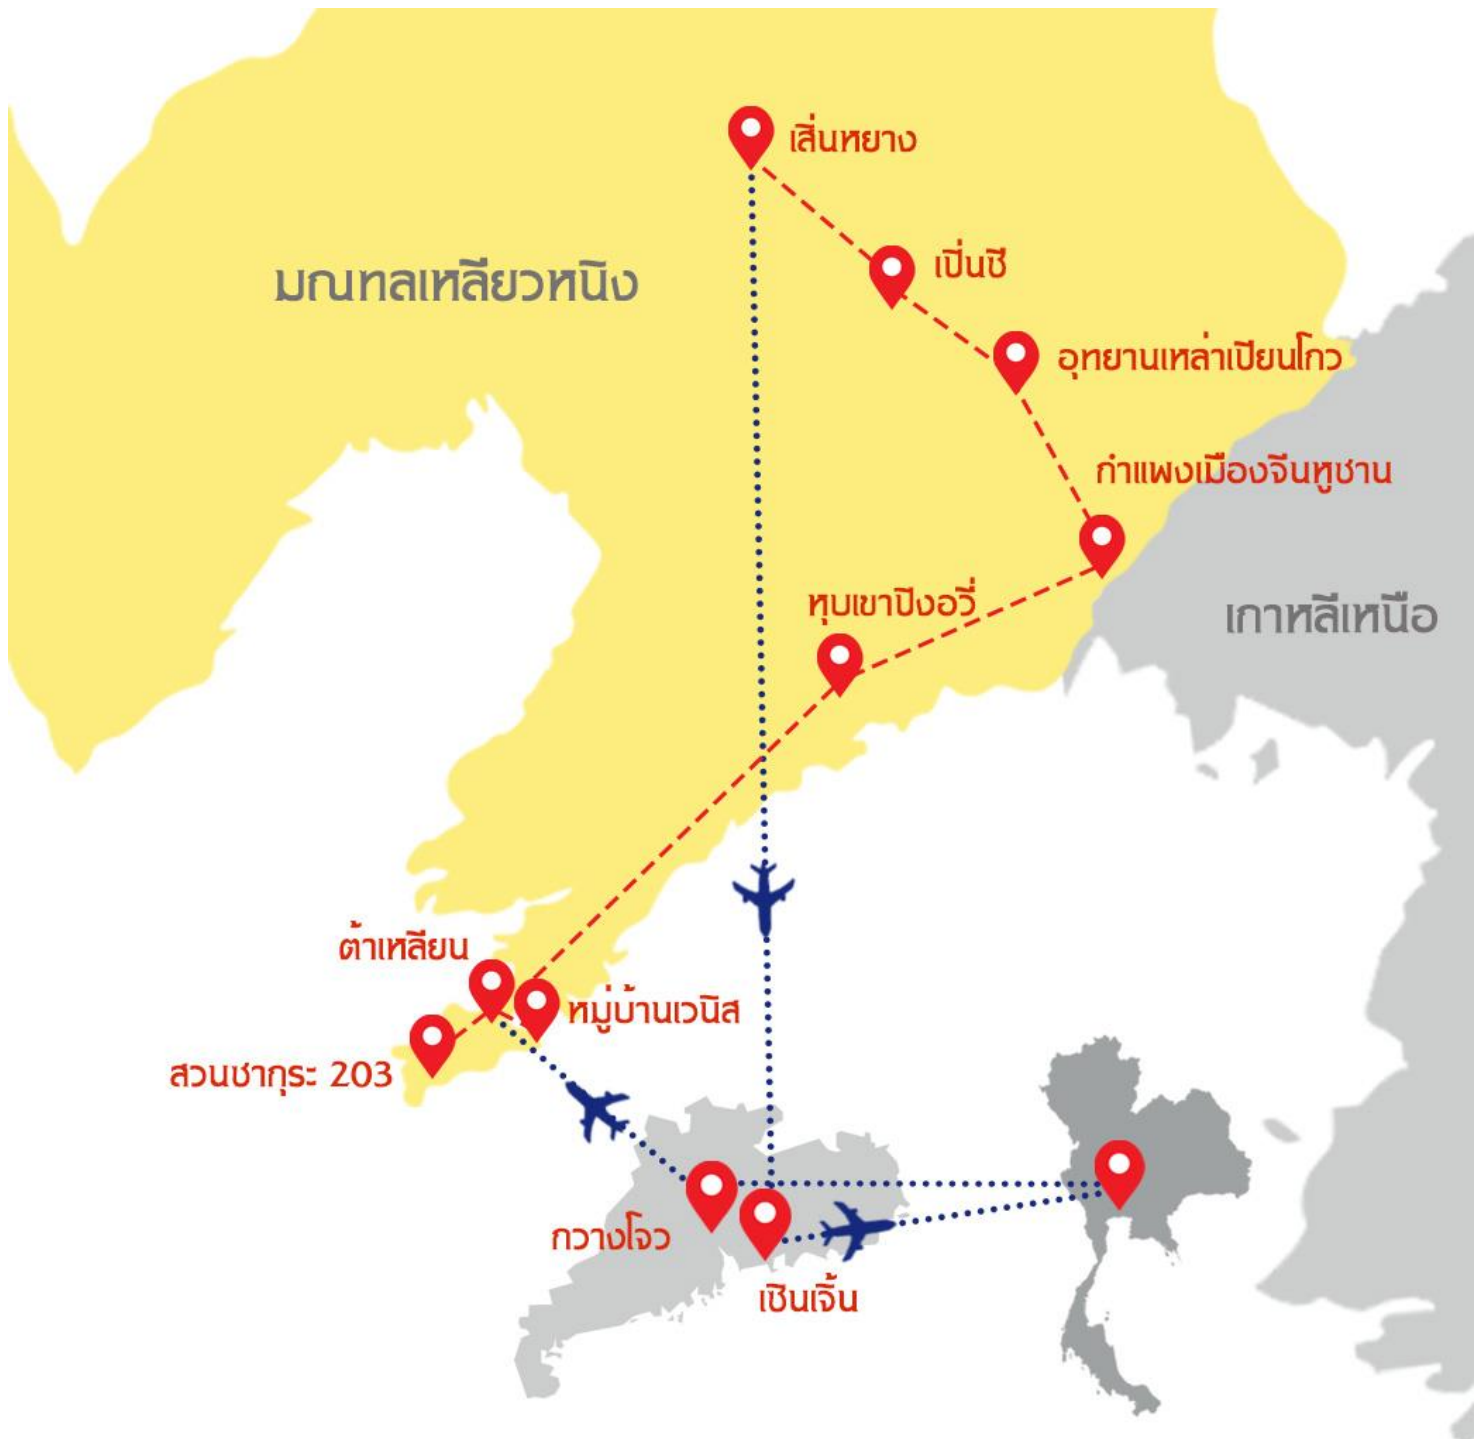 เสิ่นหยาง
เปิ่นซี
มณฑลเหลียวหนิง
อุทยานเหล่าเปียนโกว
กำแพงเมืองจีนหูซาน
หุบเขาปิงอวี้
เกาหลีเหนือ
ต้าเหลียน
หมู่บ้านเวนิส
สวนซากุระ 203
กวางโจว
เซินเจิ้น